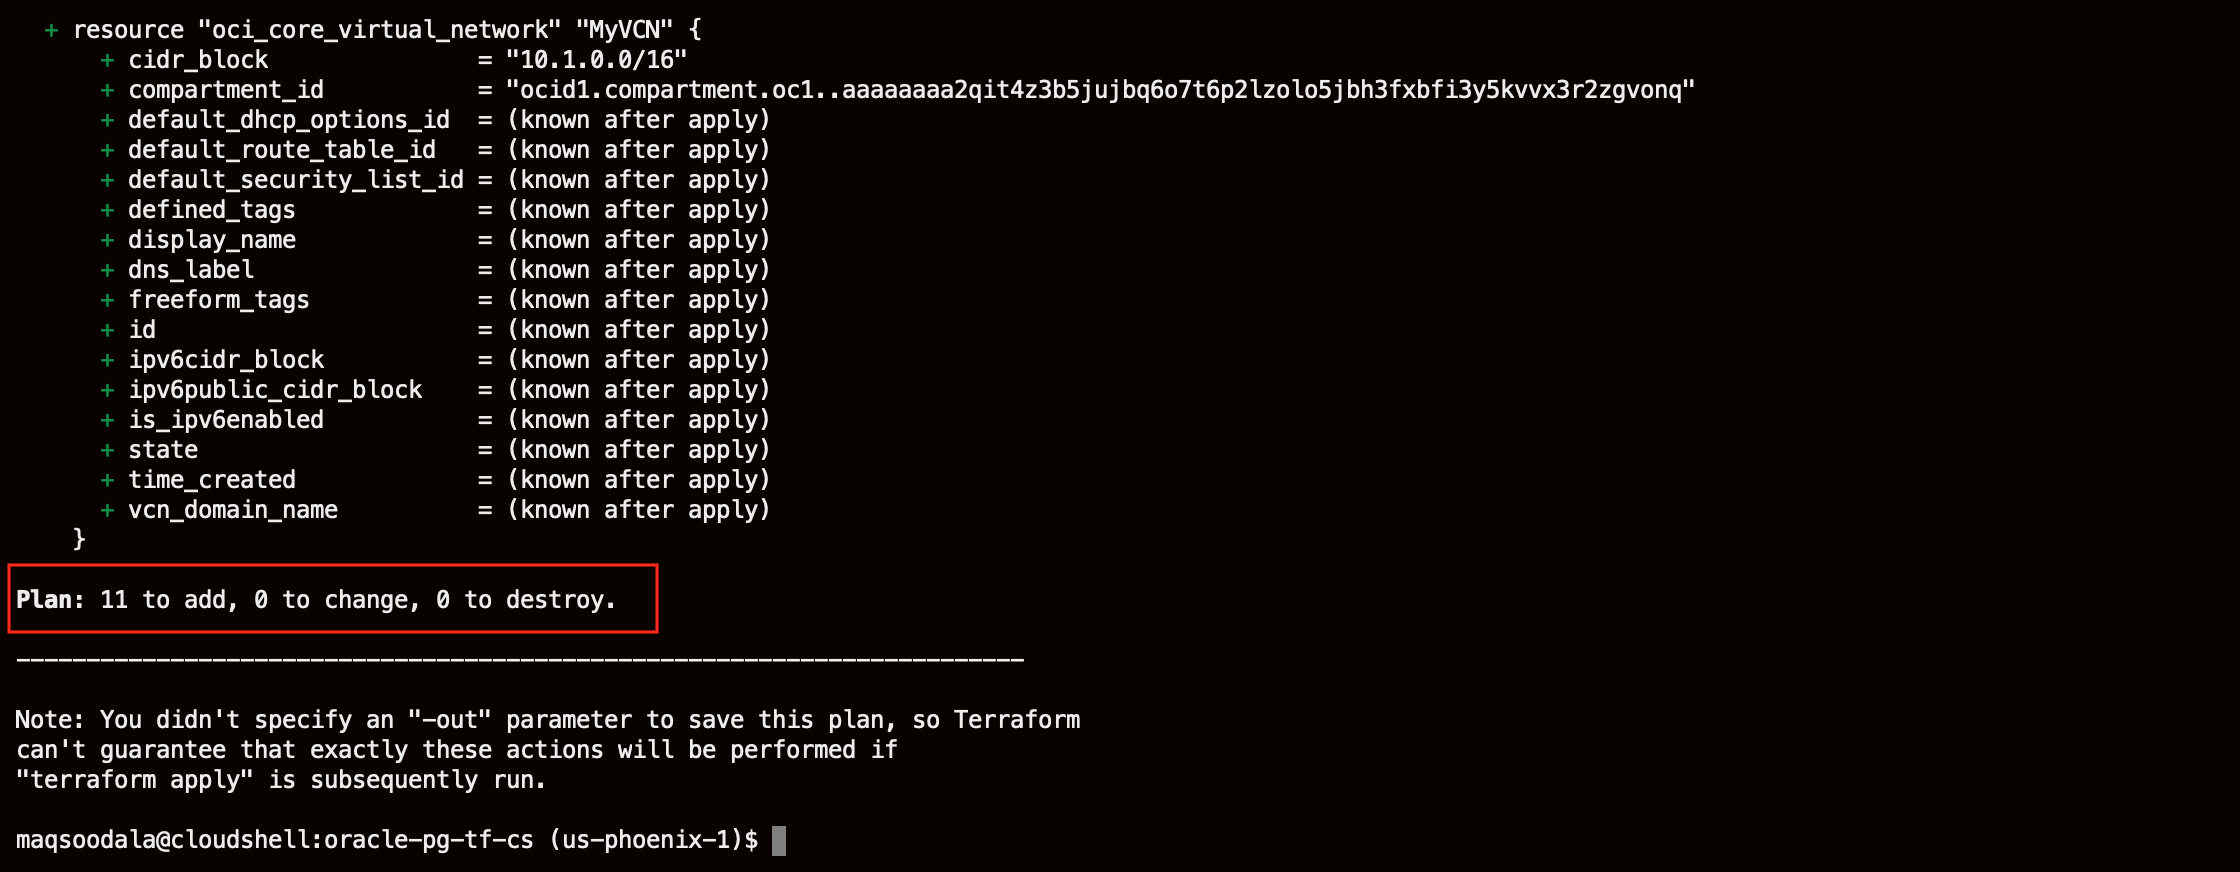 + resource "oci_core_virtual_network" "MyVCN" {
+ cidr_block = "10.1.0.0/16"
+ compartment_id = "ocid1.compartment.oc1..aaaaaaaa2qit4z3b5jujbq6o7t6p2lzolo5jbh3fxbfi3y5kvvx3r2zgvonq"
+ default_dhcp_options_id = (known after apply)
+ default_route_table_id = (known after apply)
+ default_security_list_id = (known after apply)
+ defined_tags = (known after apply)
+ display_name = (known after apply)
+ dns_label = (known after apply)
+ freeform_tags = (known after apply)
+ id = (known after apply)
+ ipv6cidr_block = (known after apply)
+ ipv6public_cidr_block = (known after apply)
+ is_ipv6enabled = (known after apply)
+ state = (known after apply)
+ time_created = (known after apply)
+ vcn_domain_name = (known after apply)
}
Plan: 11 to add, 0 to change, 0 to destroy.
------------------------------------------------------------------------
Note: You didn't specify an "-out" parameter to save this plan, so Terraform
can't guarantee that exactly these actions will be performed if
"terraform apply" is subsequently run.
maqsoodala@cloudshell:oracle-pg-tf-cs (us-phoenix-1)$